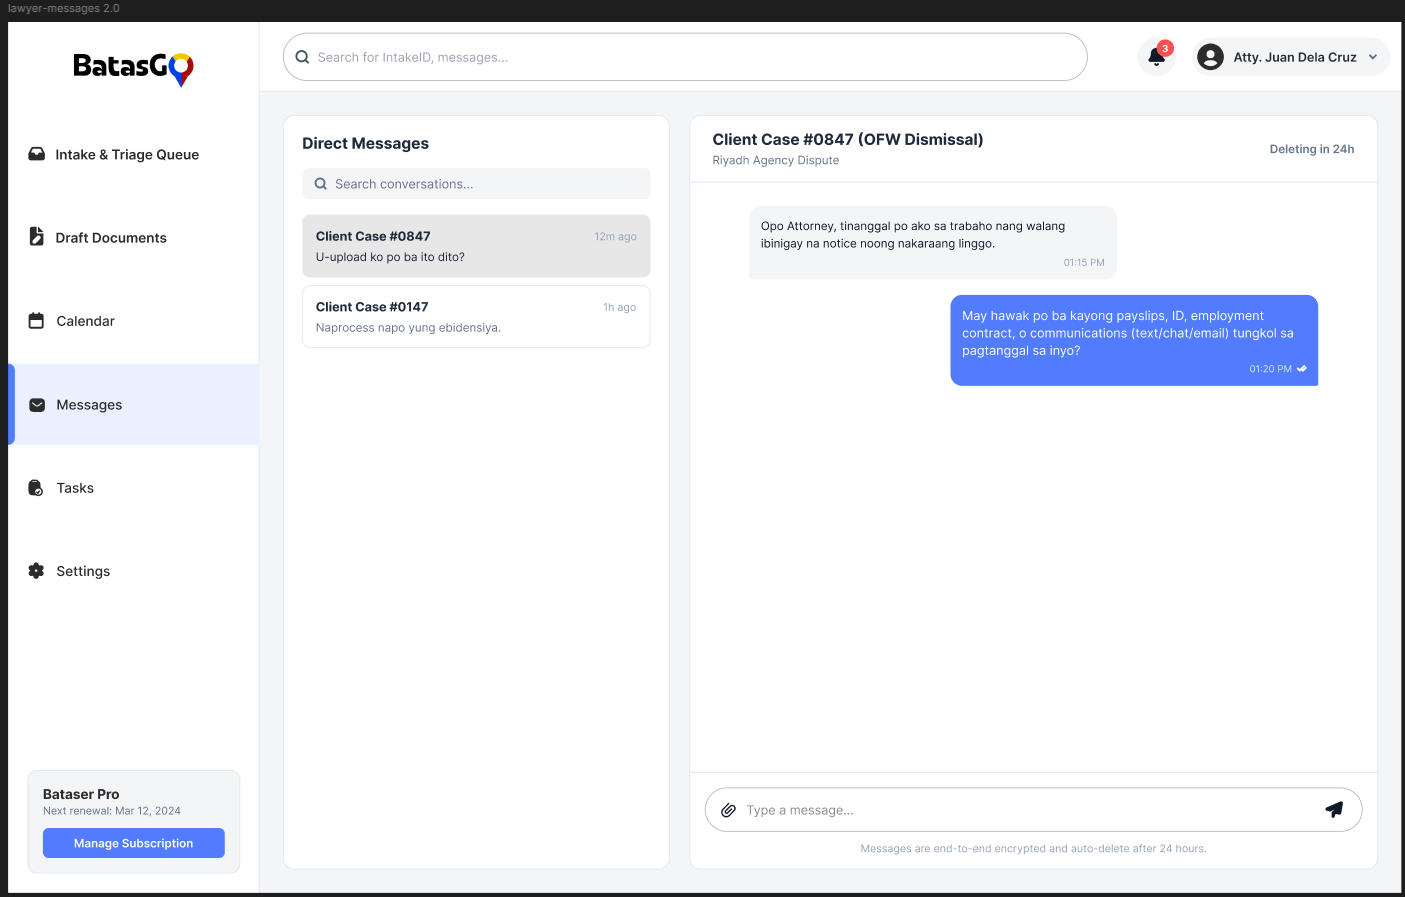 lawyer-messages 2.0
BatasGo
Search for IntakeID, messages...
3
Atty. Juan Dela Cruz
Intake & Triage Queue
Draft Documents
Calendar
Messages
Tasks
Settings
Bataser Pro
Next renewal: Mar 12, 2024
Manage Subscription
Direct Messages
Search conversations...
Client Case #0847
12m ago
U-upload ko po ba ito dito?
Client Case #0147
1h ago
Naprocess napo yung ebidensiya.
Client Case #0847 (OFW Dismissal)
Riyadh Agency Dispute
Deleting in 24h
Opo Attorney, tinanggal po ako sa trabaho nang walang
ibinigay na notice noong nakaraang linggo.
01:15 PM
May hawak po ba kayong payslips, ID, employment
contract, o communications (text/chat/email) tungkol sa
pagtanggal sa inyo?
01:20 PM
Type a message...
Messages are end-to-end encrypted and auto-delete after 24 hours.